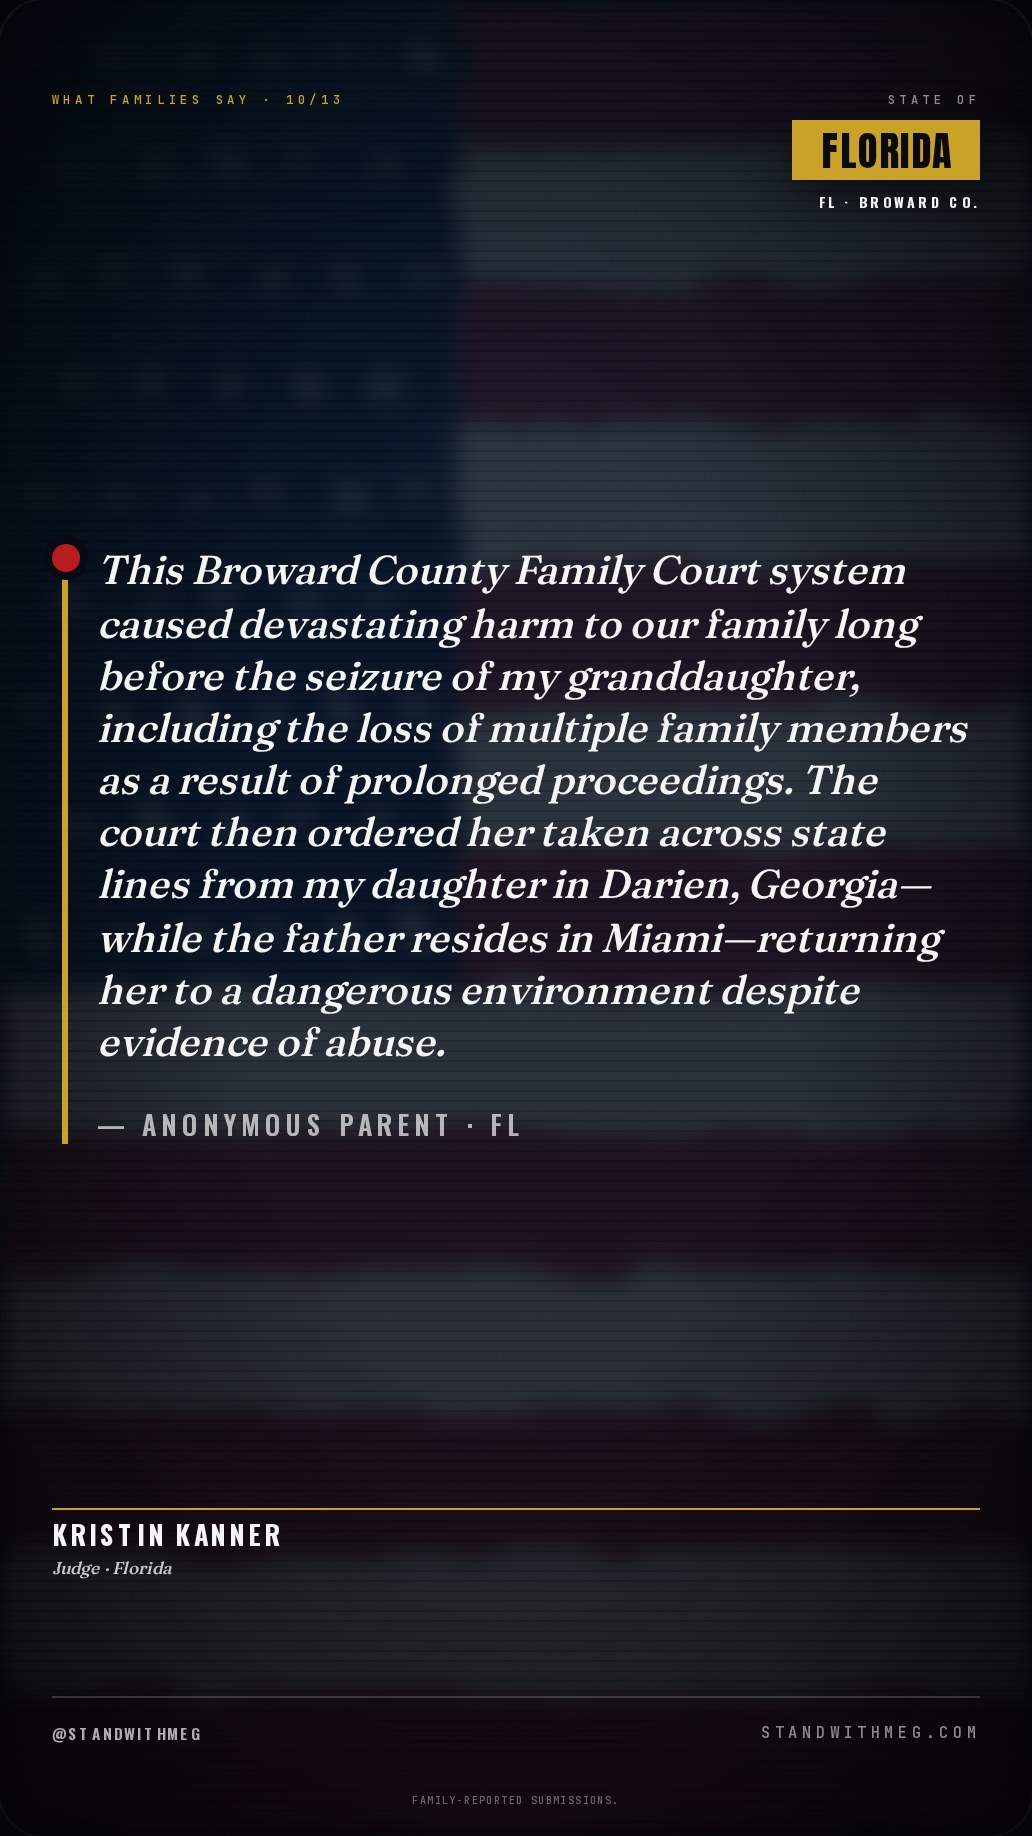 WHAT FAMILIES SAY · 10/13
STATE OF
FLORIDA
FL · BROWARD CO.
This Broward County Family Court system
caused devastating harm to our family long
before the seizure of my granddaughter,
including the loss of multiple family members
as a result of prolonged proceedings. The
court then ordered her taken across state
lines from my daughter in Darien, Georgia—
while the father resides in Miami—returning
her to a dangerous environment despite
evidence of abuse.
— ANONYMOUS PARENT · FL
KRISTIN KANNER
Judge · Florida
@STANDWITHMEG
STANDWITHMEG.COM
FAMILY-REPORTED SUBMISSIONS.